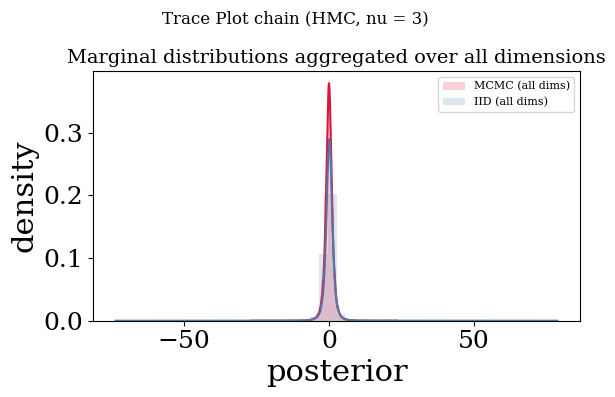 Trace Plot chain (HMC, nu = 3)
Marginal distributions aggregated over all dimensions
MCMC (all dims)
IID (all dims)
density
0.3
0.2
0.1
0.0
−50
0
50
posterior